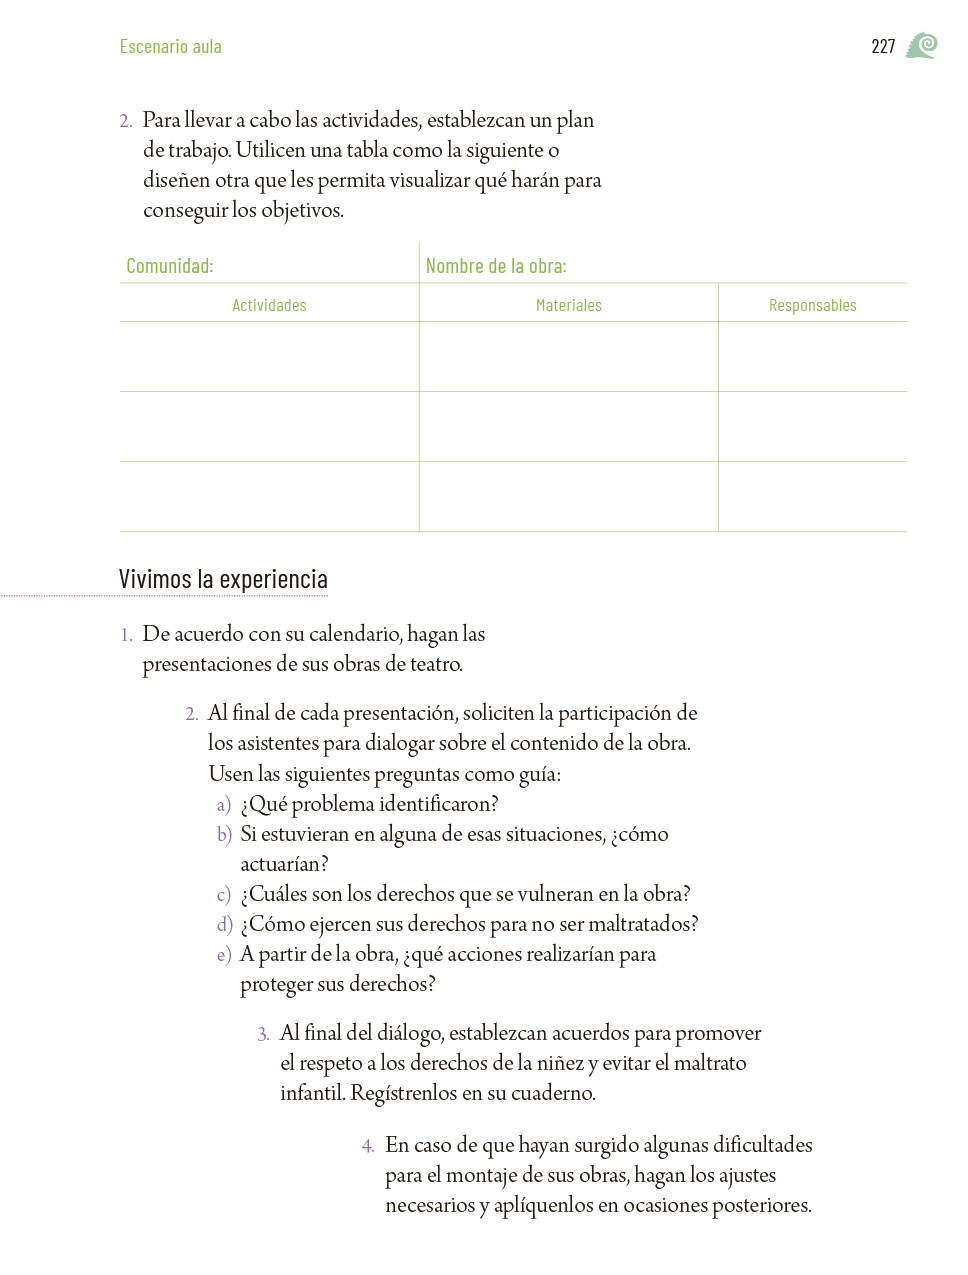 Escenario aula
227
2. Para llevar a cabo las actividades, establezcan un plan
de trabajo. Utilicen una tabla como la siguiente o
diseñen otra que les permita visualizar qué harán para
conseguir los objetivos.
Comunidad: Nombre de la obra:
Actividades Materiales Responsables
Vivimos la experiencia
1. De acuerdo con su calendario, hagan las
presentaciones de sus obras de teatro.
2. Al final de cada presentación, soliciten la participación de
los asistentes para dialogar sobre el contenido de la obra.
Usen las siguientes preguntas como guía:
a) ¿Qué problema identificaron?
b) Si estuvieran en alguna de esas situaciones, ¿cómo
actuarían?
c) ¿Cuáles son los derechos que se vulneran en la obra?
d) ¿Cómo ejercen sus derechos para no ser maltratados?
e) A partir de la obra, ¿qué acciones realizarían para
proteger sus derechos?
3. Al final del diálogo, establezcan acuerdos para promover
el respeto a los derechos de la niñez y evitar el maltrato
infantil. Regístrenlos en su cuaderno.
4. En caso de que hayan surgido algunas dificultades
para el montaje de sus obras, hagan los ajustes
necesarios y aplíquenlos en ocasiones posteriores.